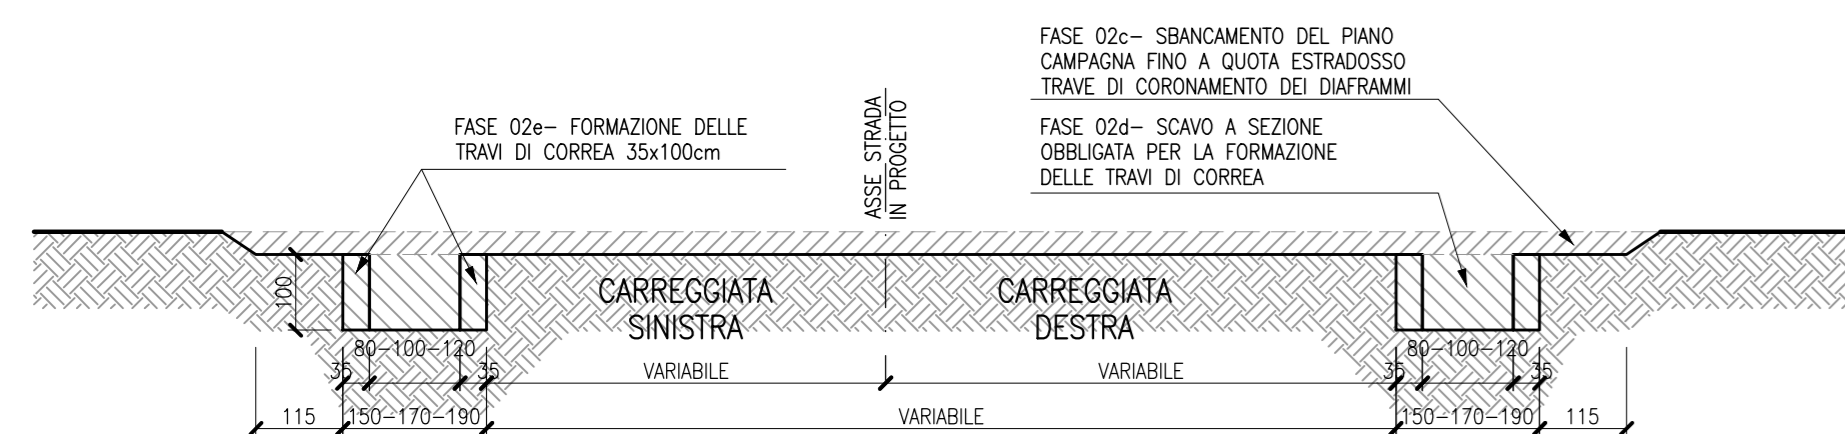 FASE 02c- SBANCAMENTO DEL PIANO
CAMPAGNA FINO A QUOTA ESTRADOSSO
TRAVE DI CORONAMENTO DEI DIAFRAMMI
FASE 02e- FORMAZIONE DELLE
TRAVI DI CORREA 35x100cm
ASSE STRADA
IN PROGETTO
FASE 02d- SCAVO A SEZIONE
OBBLIGATA PER LA FORMAZIONE
DELLE TRAVI DI CORREA
100
CARREGGIATA
SINISTRA
CARREGGIATA
DESTRA
80-100-120
80-100-120
35
35
VARIABILE
VARIABILE
35
35
115
150-170-190
VARIABILE
150-170-190
115